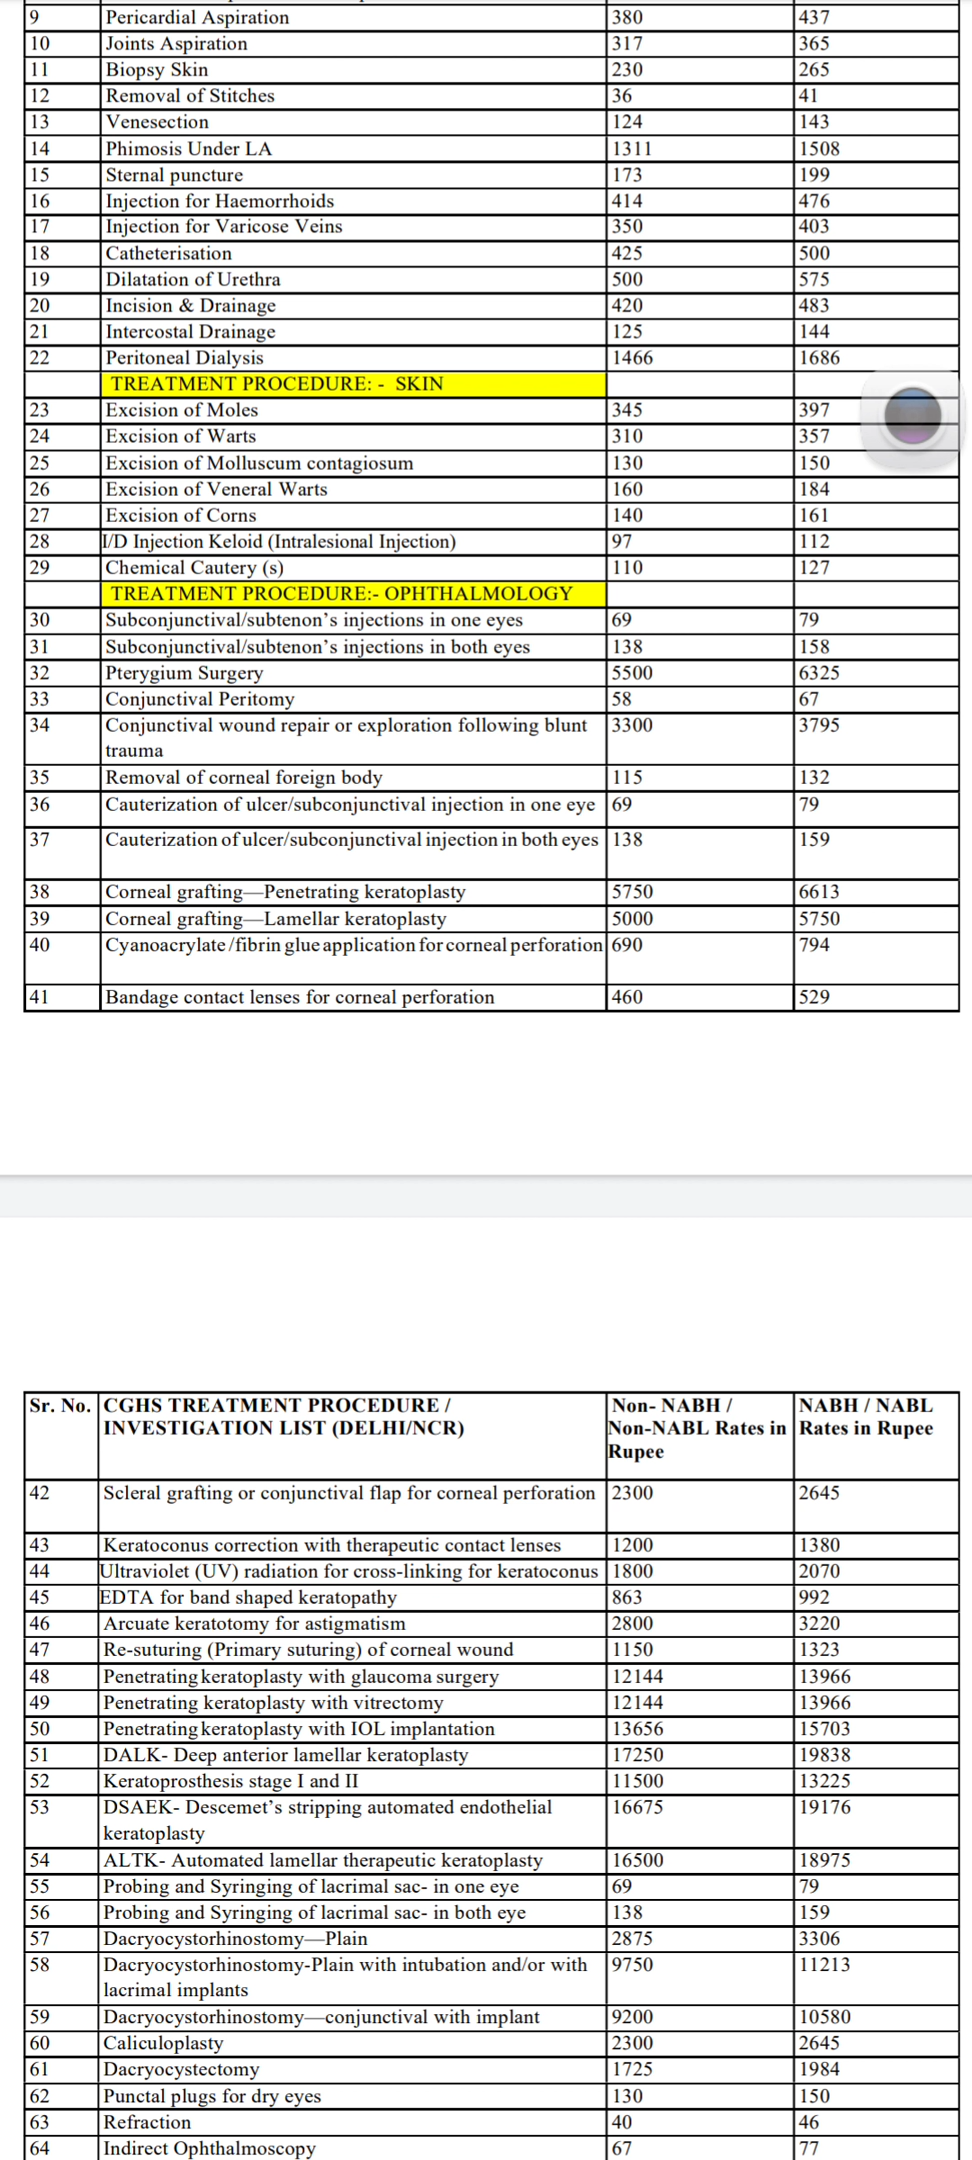 9 Pericardial Aspiration 380 437
10 Joints Aspiration 317 365
11 Biopsy Skin 230 265
12 Removal of Stitches 36 41
13 Venesection 124 143
14 Phimosis Under LA 1311 1508
15 Sternal puncture 173 199
16 Injection for Haemorrhoids 414 476
17 Injection for Varicose Veins 350 403
18 Catheterisation 425 500
19 Dilatation of Urethra 500 575
20 Incision & Drainage 420 483
21 Intercostal Drainage 125 144
22 Peritoneal Dialysis 1466 1686
TREATMENT PROCEDURE: - SKIN
23 Excision of Moles 345 397
24 Excision of Warts 310 357
25 Excision of Molluscum contagiosum 130 150
26 Excision of Veneral Warts 160 184
27 Excision of Corns 140 161
28 I/D Injection Keloid (Intralesional Injection) 97 112
29 Chemical Cautery (s) 110 127
TREATMENT PROCEDURE:- OPHTHALMOLOGY
30 Subconjunctival/subtenon’s injections in one eyes 69 79
31 Subconjunctival/subtenon’s injections in both eyes 138 158
32 Pterygium Surgery 5500 6325
33 Conjunctival Peritomy 58 67
34 Conjunctival wound repair or exploration following blunt 3300 3795
trauma
35 Removal of corneal foreign body 115 132
36 Cauterization of ulcer/subconjunctival injection in one eye 69 79
37 Cauterization of ulcer/subconjunctival injection in both eyes 138 159
38 Corneal grafting—Penetrating keratoplasty 5750 6613
39 Corneal grafting—Lamellar keratoplasty 5000 5750
40 Cyanoacrylate /fibrin glue application for corneal perforation 690 794
41 Bandage contact lenses for corneal perforation 460 529
Sr. No. CGHS TREATMENT PROCEDURE / Non- NABH / NABH / NABL
INVESTIGATION LIST (DELHI/NCR) Non-NABL Rates in Rates in Rupee
Rupee
42 Scleral grafting or conjunctival flap for corneal perforation 2300 2645
43 Keratoconus correction with therapeutic contact lenses 1200 1380
44 Ultraviolet (UV) radiation for cross-linking for keratoconus 1800 2070
45 EDTA for band shaped keratopathy 863 992
46 Arcuate keratotomy for astigmatism 2800 3220
47 Re-suturing (Primary suturing) of corneal wound 1150 1323
48 Penetrating keratoplasty with glaucoma surgery 12144 13966
49 Penetrating keratoplasty with vitrectomy 12144 13966
50 Penetrating keratoplasty with IOL implantation 13656 15703
51 DALK- Deep anterior lamellar keratoplasty 17250 19838
52 Keratoprosthesis stage I and II 11500 13225
53 DSAEK- Descemet’s stripping automated endothelial 16675 19176
keratoplasty
54 ALTK- Automated lamellar therapeutic keratoplasty 16500 18975
55 Probing and Syringing of lacrimal sac- in one eye 69 79
56 Probing and Syringing of lacrimal sac- in both eye 138 159
57 Dacryocystorhinostomy—Plain 2875 3306
58 Dacryocystorhinostomy-Plain with intubation and/or with 9750 11213
lacrimal implants
59 Dacryocystorhinostomy—conjunctival with implant 9200 10580
60 Caliculoplasty 2300 2645
61 Dacryocystectomy 1725 1984
62 Punctal plugs for dry eyes 130 150
63 Refraction 40 46
64 Indirect Ophthalmoscopy 67 77